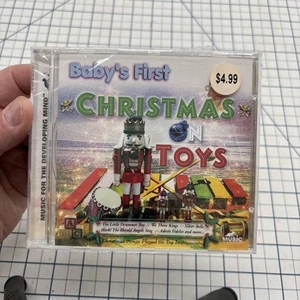 Baby's First
$4.99
CHRISTMAS
ON
TOYS
MUSIC FOR THE DEVELOPING MIND
The Little Drummer Boy We Three Kings Silver Bells
Hark! The Herald Angels Sing Adeste Fideles and more...
MUSIC